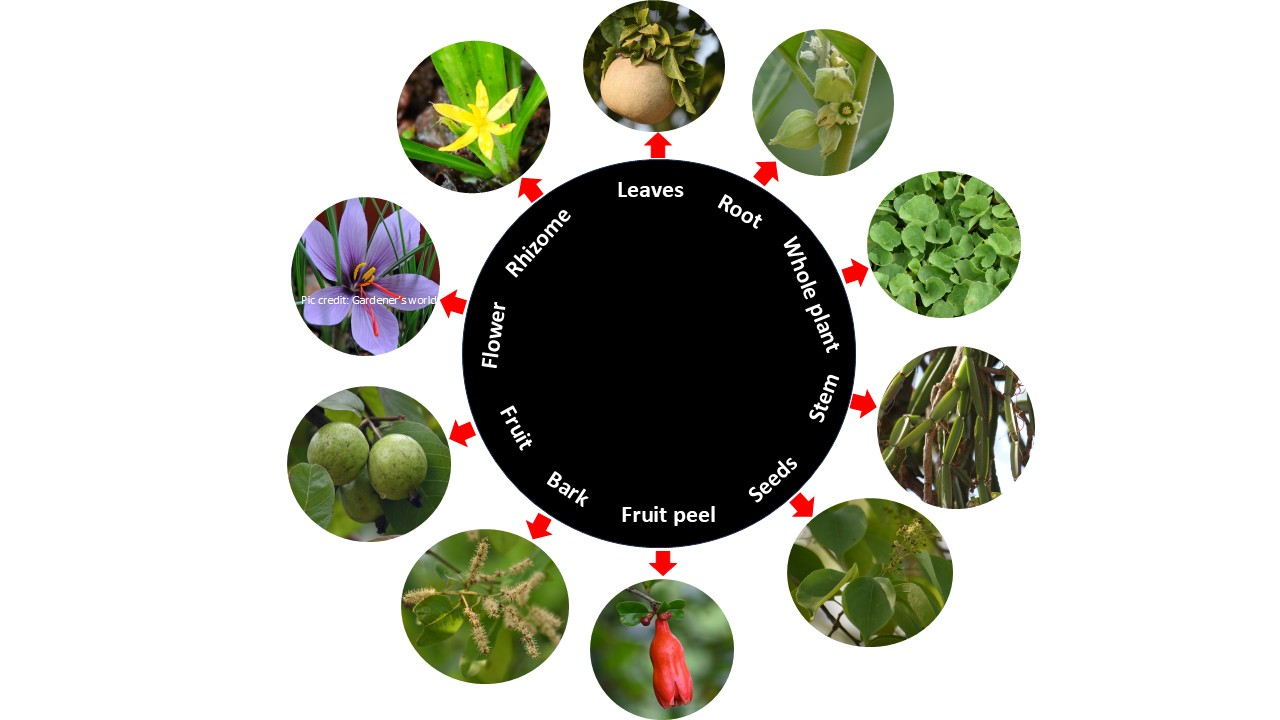 Leaves
Root
Whole plant
Stem
Seeds
Fruit peel
Bark
Fruit
Flower
Rhizome
Pic credit: Gardener's world